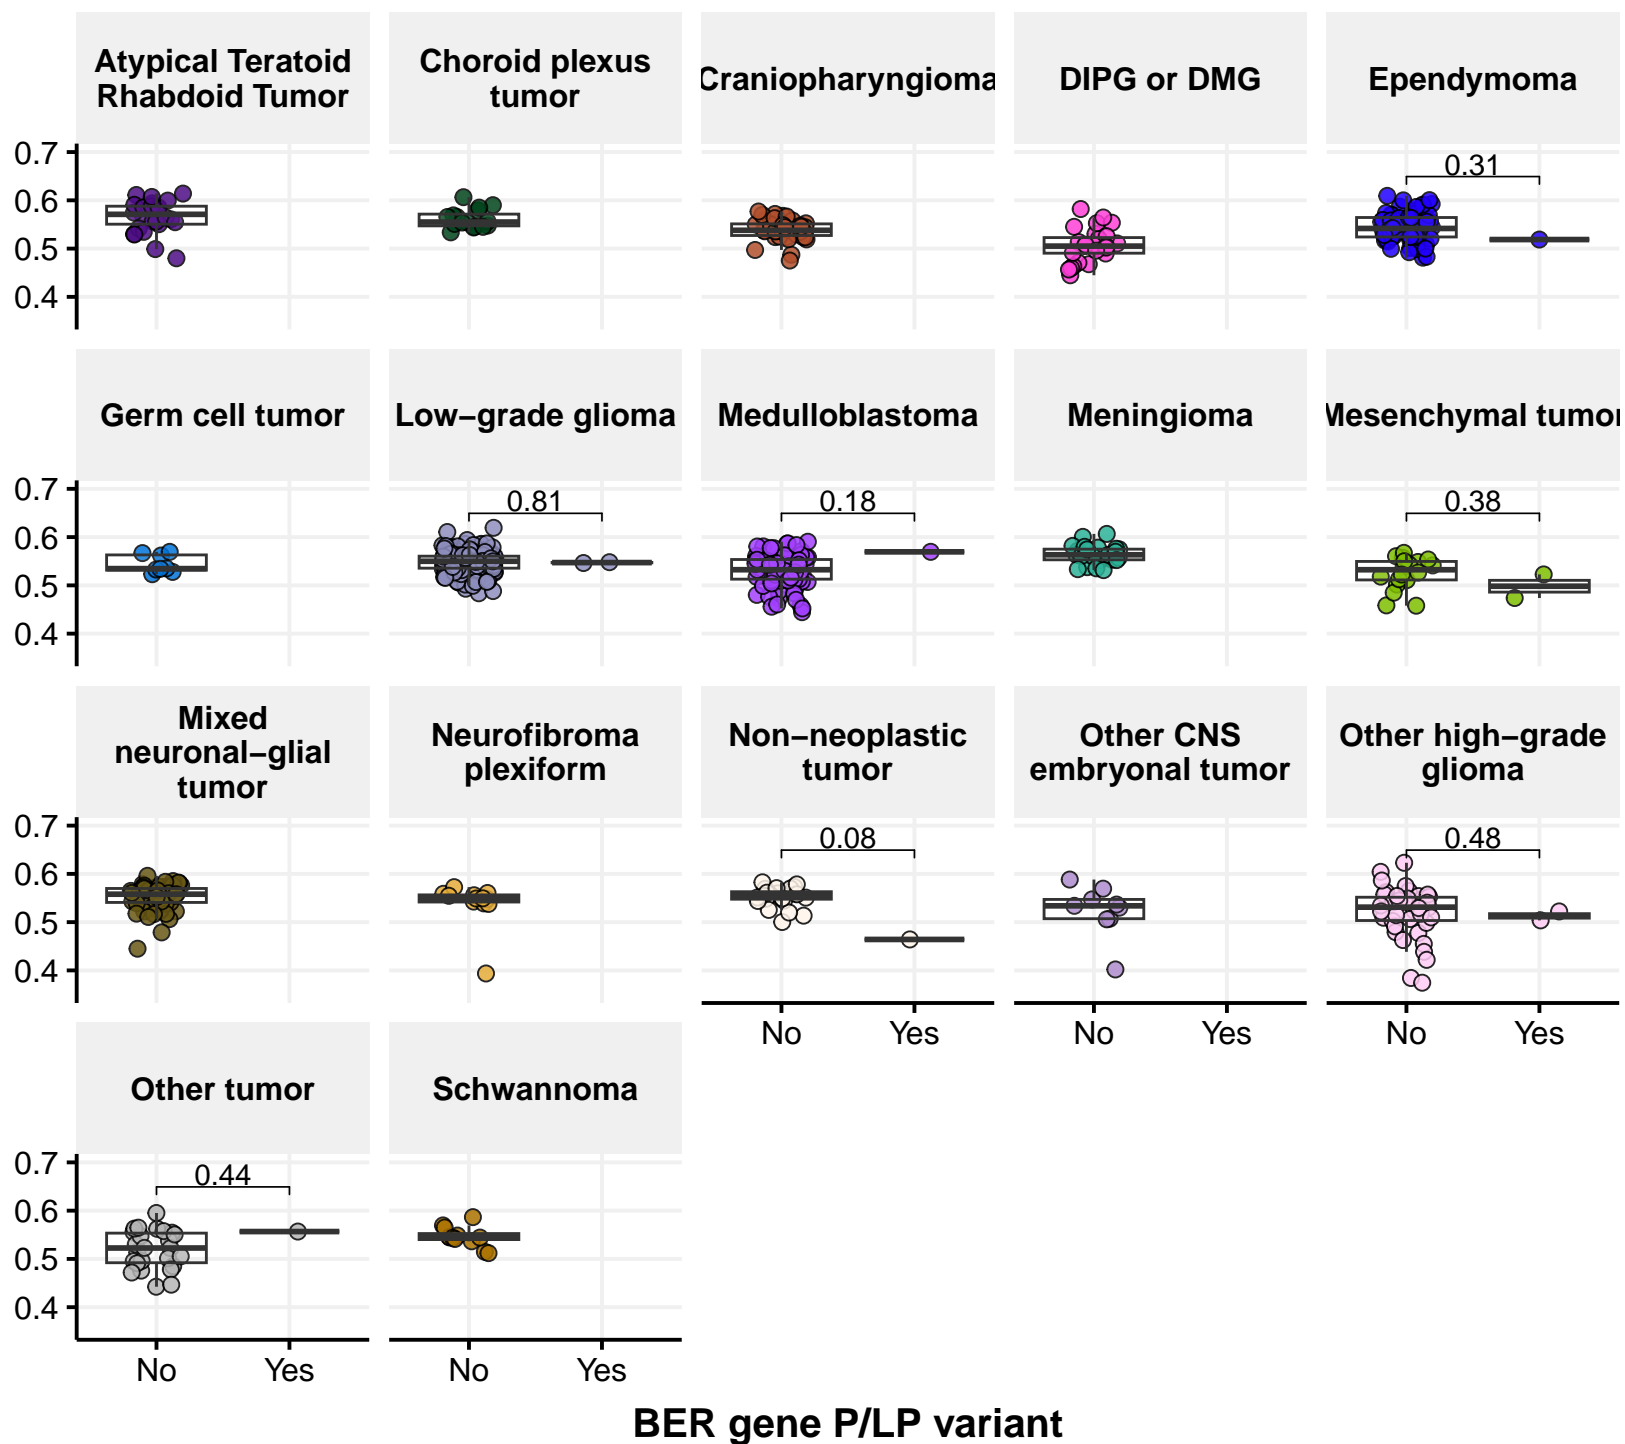 Atypical Teratoid
Rhabdoid Tumor
Choroid plexus
tumor
Craniopharyngioma
DIPG or DMG
Ependymoma
0.7
0.6
0.5
0.4
0.31
Germ cell tumor
Low−grade glioma
Medulloblastoma
Meningioma
Mesenchymal tumor
0.7
0.6
0.5
0.4
0.81
0.18
0.38
Mixed
neuronal−glial
tumor
Neurofibroma
plexiform
Non−neoplastic
tumor
Other CNS
embryonal tumor
Other high−grade
glioma
0.7
0.6
0.5
0.4
0.08
0.48
No
Yes
No
Yes
No
Yes
Other tumor
Schwannoma
0.7
0.6
0.5
0.4
0.44
No
Yes
No
Yes
BER gene P/LP variant